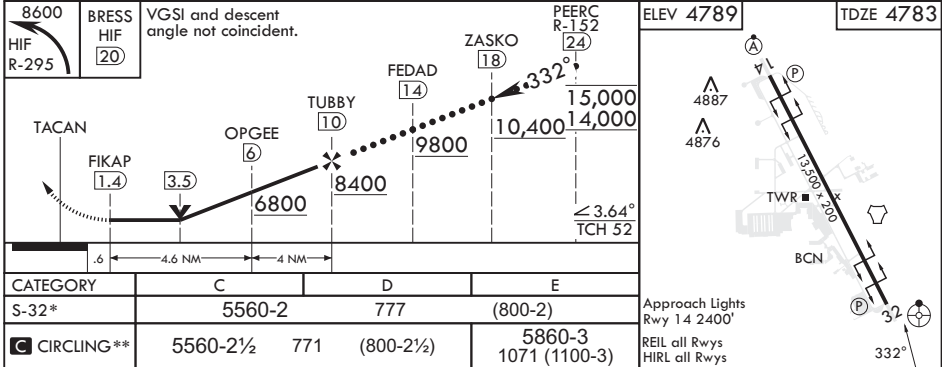 8600
HIF
R-295
BRESS
HIF
20
VGSI and descent
angle not coincident.
PEERC
R-152
24
ZASKO
18
332°
FEDAD
14
15,000
14,000
TUBBY
10
10,400
TACAN
OPGEE
6
9800
FIKAP
1.4
3.5
8400
6800
3.64°
TCH 52
.6
4.6 NM
4 NM
CATEGORY C D E
S-32* 5560-2 777 (800-2)
C CIRCLING** 5560-2½ 771 (800-2½) 5860-3
1071 (1100-3)
ELEV 4789
TDZE 4783
A
P
4887
4876
13,500 x 200
TWR
x
BCN
P
32
Approach Lights
Rwy 14 2400'
REIL all Rwys
HIRL all Rwys
332°